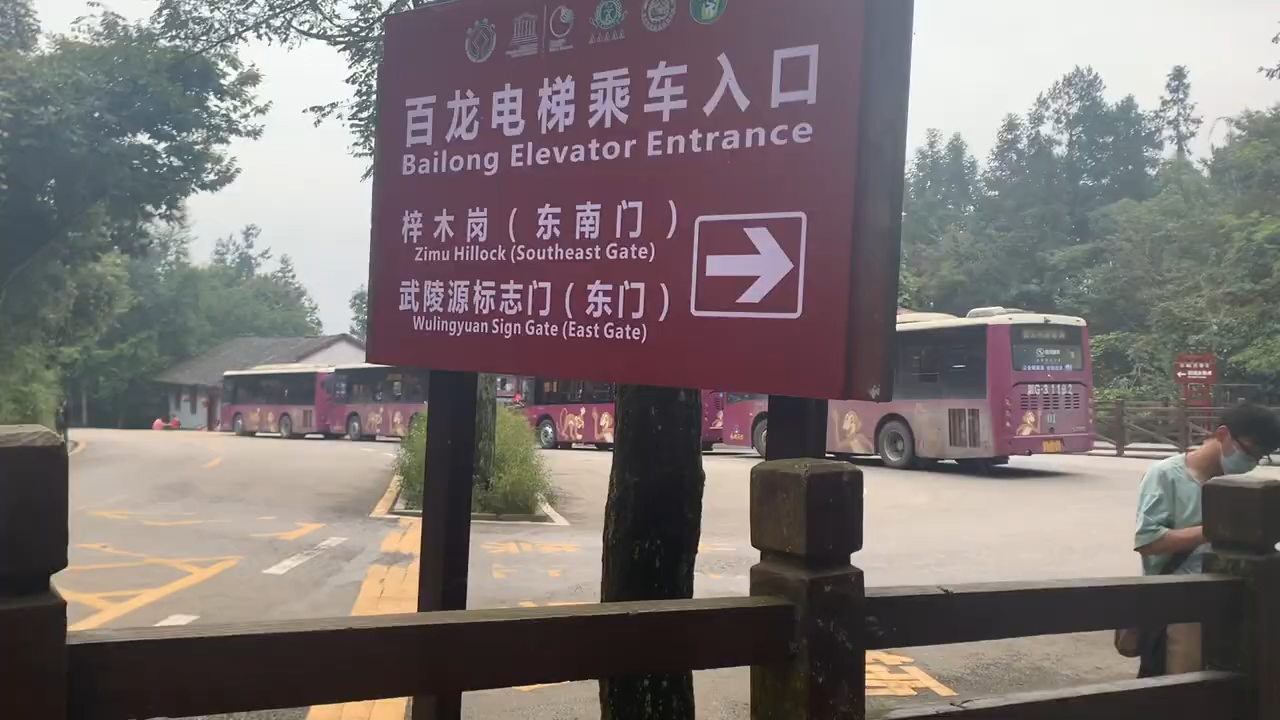 百龙电梯乘车入口
Bailong Elevator Entrance
梓木岗（东南门）
Zimu Hillock (Southeast Gate)
武陵源标志门（东门）
Wulingyuan Sign Gate (East Gate)
01